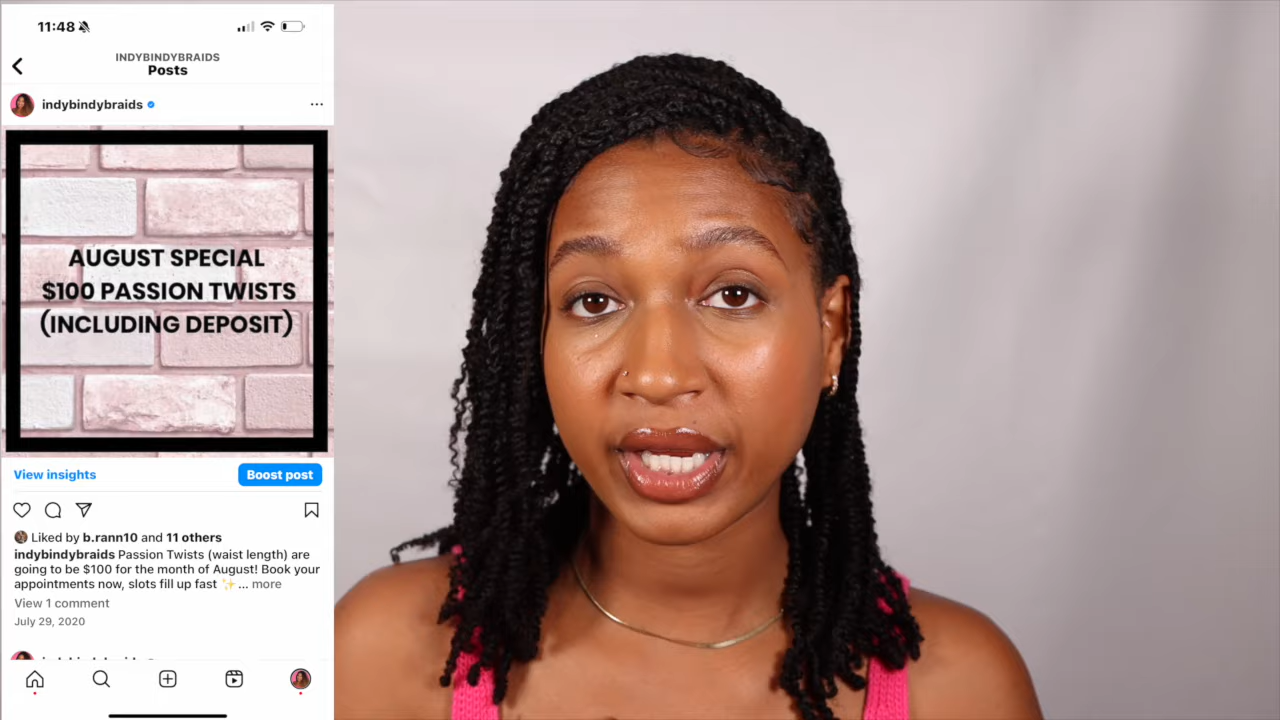 11:48
INDYBINDYBRAIDS
Posts
indybindybraids
AUGUST SPECIAL
$100 PASSION TWISTS
(INCLUDING DEPOSIT)
View insights
Boost post
Liked by b.rann10 and 11 others
indybindybraids Passion Twists (waist length) are
going to be $100 for the month of August! Book your
appointments now, slots fill up fast ✨... more
View 1 comment
July 29, 2020